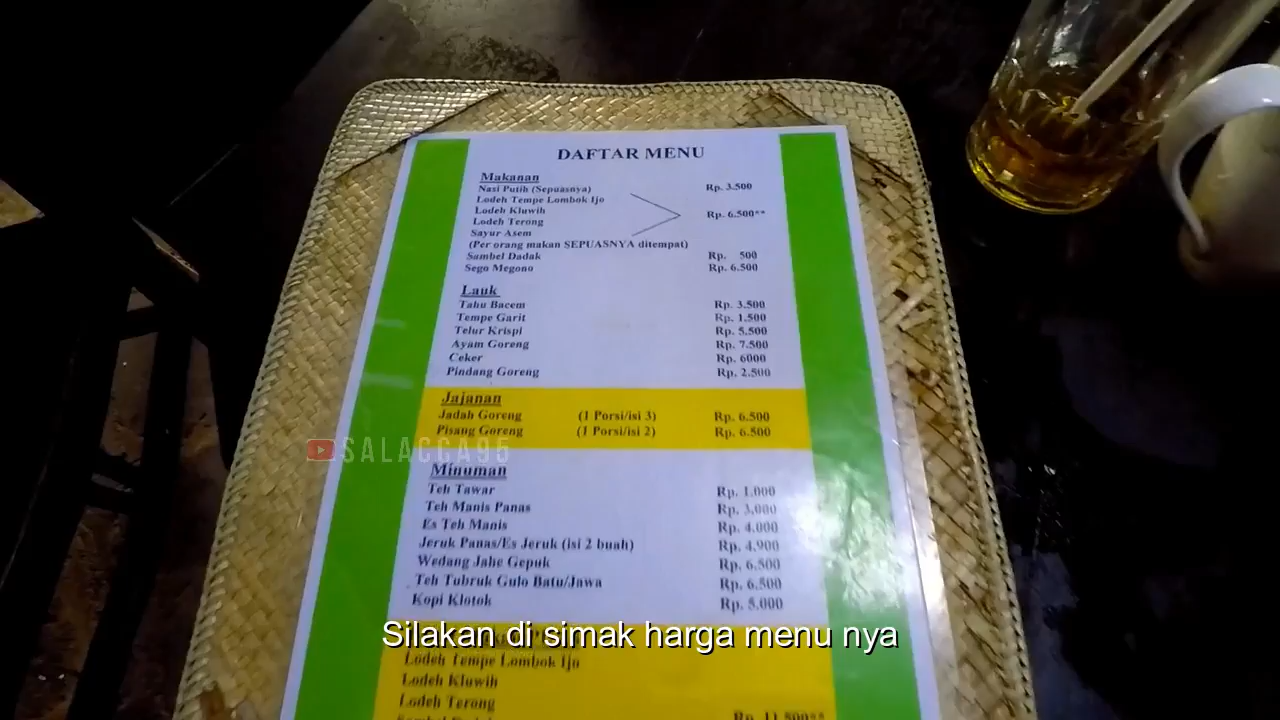 DAFTAR MENU
Makanan
Nasi Putih (Sepuasnya) Rp. 3.500
Lodeh Tempe Lombok Ijo
Lodeh Kluwih Rp. 6.500**
Lodeh Terong
Sayur Asem
(Per orang makan SEPUASNYA ditempat)
Sambel Dadak Rp. 500
Sego Megono Rp. 6.500
Lauk
Tahu Bacem Rp. 3.500
Tempe Garit Rp. 1.500
Telur Krispi Rp. 5.500
Ayam Goreng Rp. 7.500
Ceker Rp. 6000
Pindang Goreng Rp. 2.500
Jajanan
Jadah Goreng (1 Porsi/isi 3) Rp. 6.500
Pisang Goreng (1 Porsi/isi 2) Rp. 6.500
SALACCA95
Minuman
Teh Tawar Rp. 1.000
Teh Manis Panas Rp. 3.000
Es Teh Manis Rp. 4.000
Jeruk Panas/Es Jeruk (isi 2 buah) Rp. 4.900
Wedang Jahe Gepuk Rp. 6.500
Teh Tubruk Gulo Batu/Jawa Rp. 6.500
Kopi Klotok Rp. 5.000
Silakan di simak harga menu nya
Lodeh Tempe Lombok Ijo
Lodeh Kluwih
Lodeh Terong
Rp. 11.500**